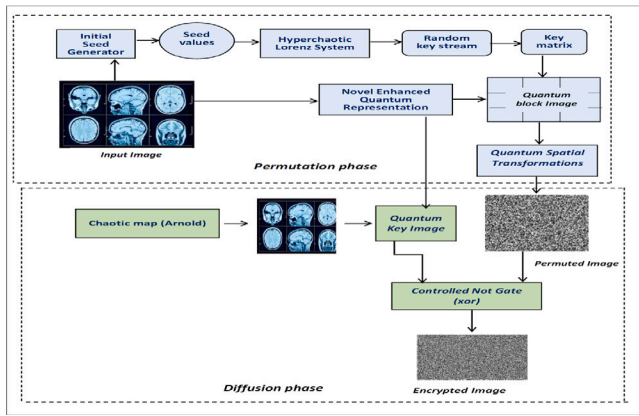 Initial
Seed
Generator
Seed
values
Hyperchaotic
Lorenz System
Random
key stream
Key
matrix
Input Image
Novel Enhanced
Quantum
Representation
Quantum
block Image
Permutation phase
Quantum Spatial
Transformations
Chaotic map (Arnold)
Quantum
Key Image
Permuted Image
Controlled Not Gate
(xor)
Encrypted Image
Diffusion phase